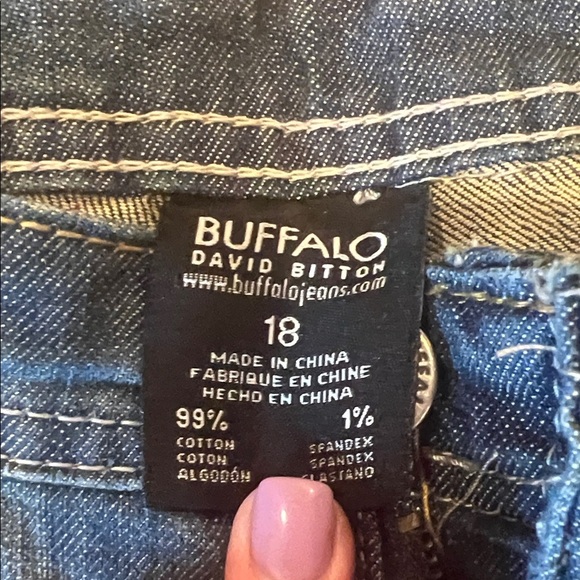 BUFFALO
DAVID BITTON
www.buffalojeans.com
18
MADE IN CHINA
FABRIQUE EN CHINE
HECHO EN CHINA
99% 1%
COTTON SPANDEX
COTON SPANDEX
ALGODÓN ELASTANO